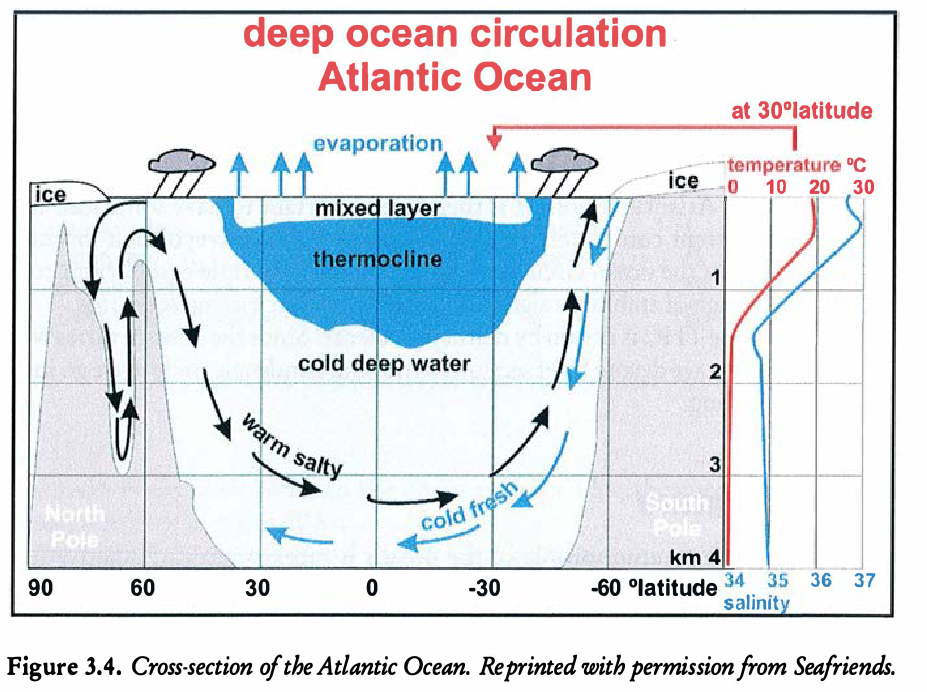 deep ocean circulation
Atlantic Ocean
at 30ºlatitude
evaporation
temperature ºC
0 10 20 30
ice
ice
mixed layer
thermocline
1
cold deep water
2
warm salty
3
cold fresh
North
Pole
South
Pole
km 4
90 60 30 0 -30 -60 ºlatitude
34 35 36 37
salinity
Figure 3.4. Cross-section of the Atlantic Ocean. Reprinted with permission from Seafriends.